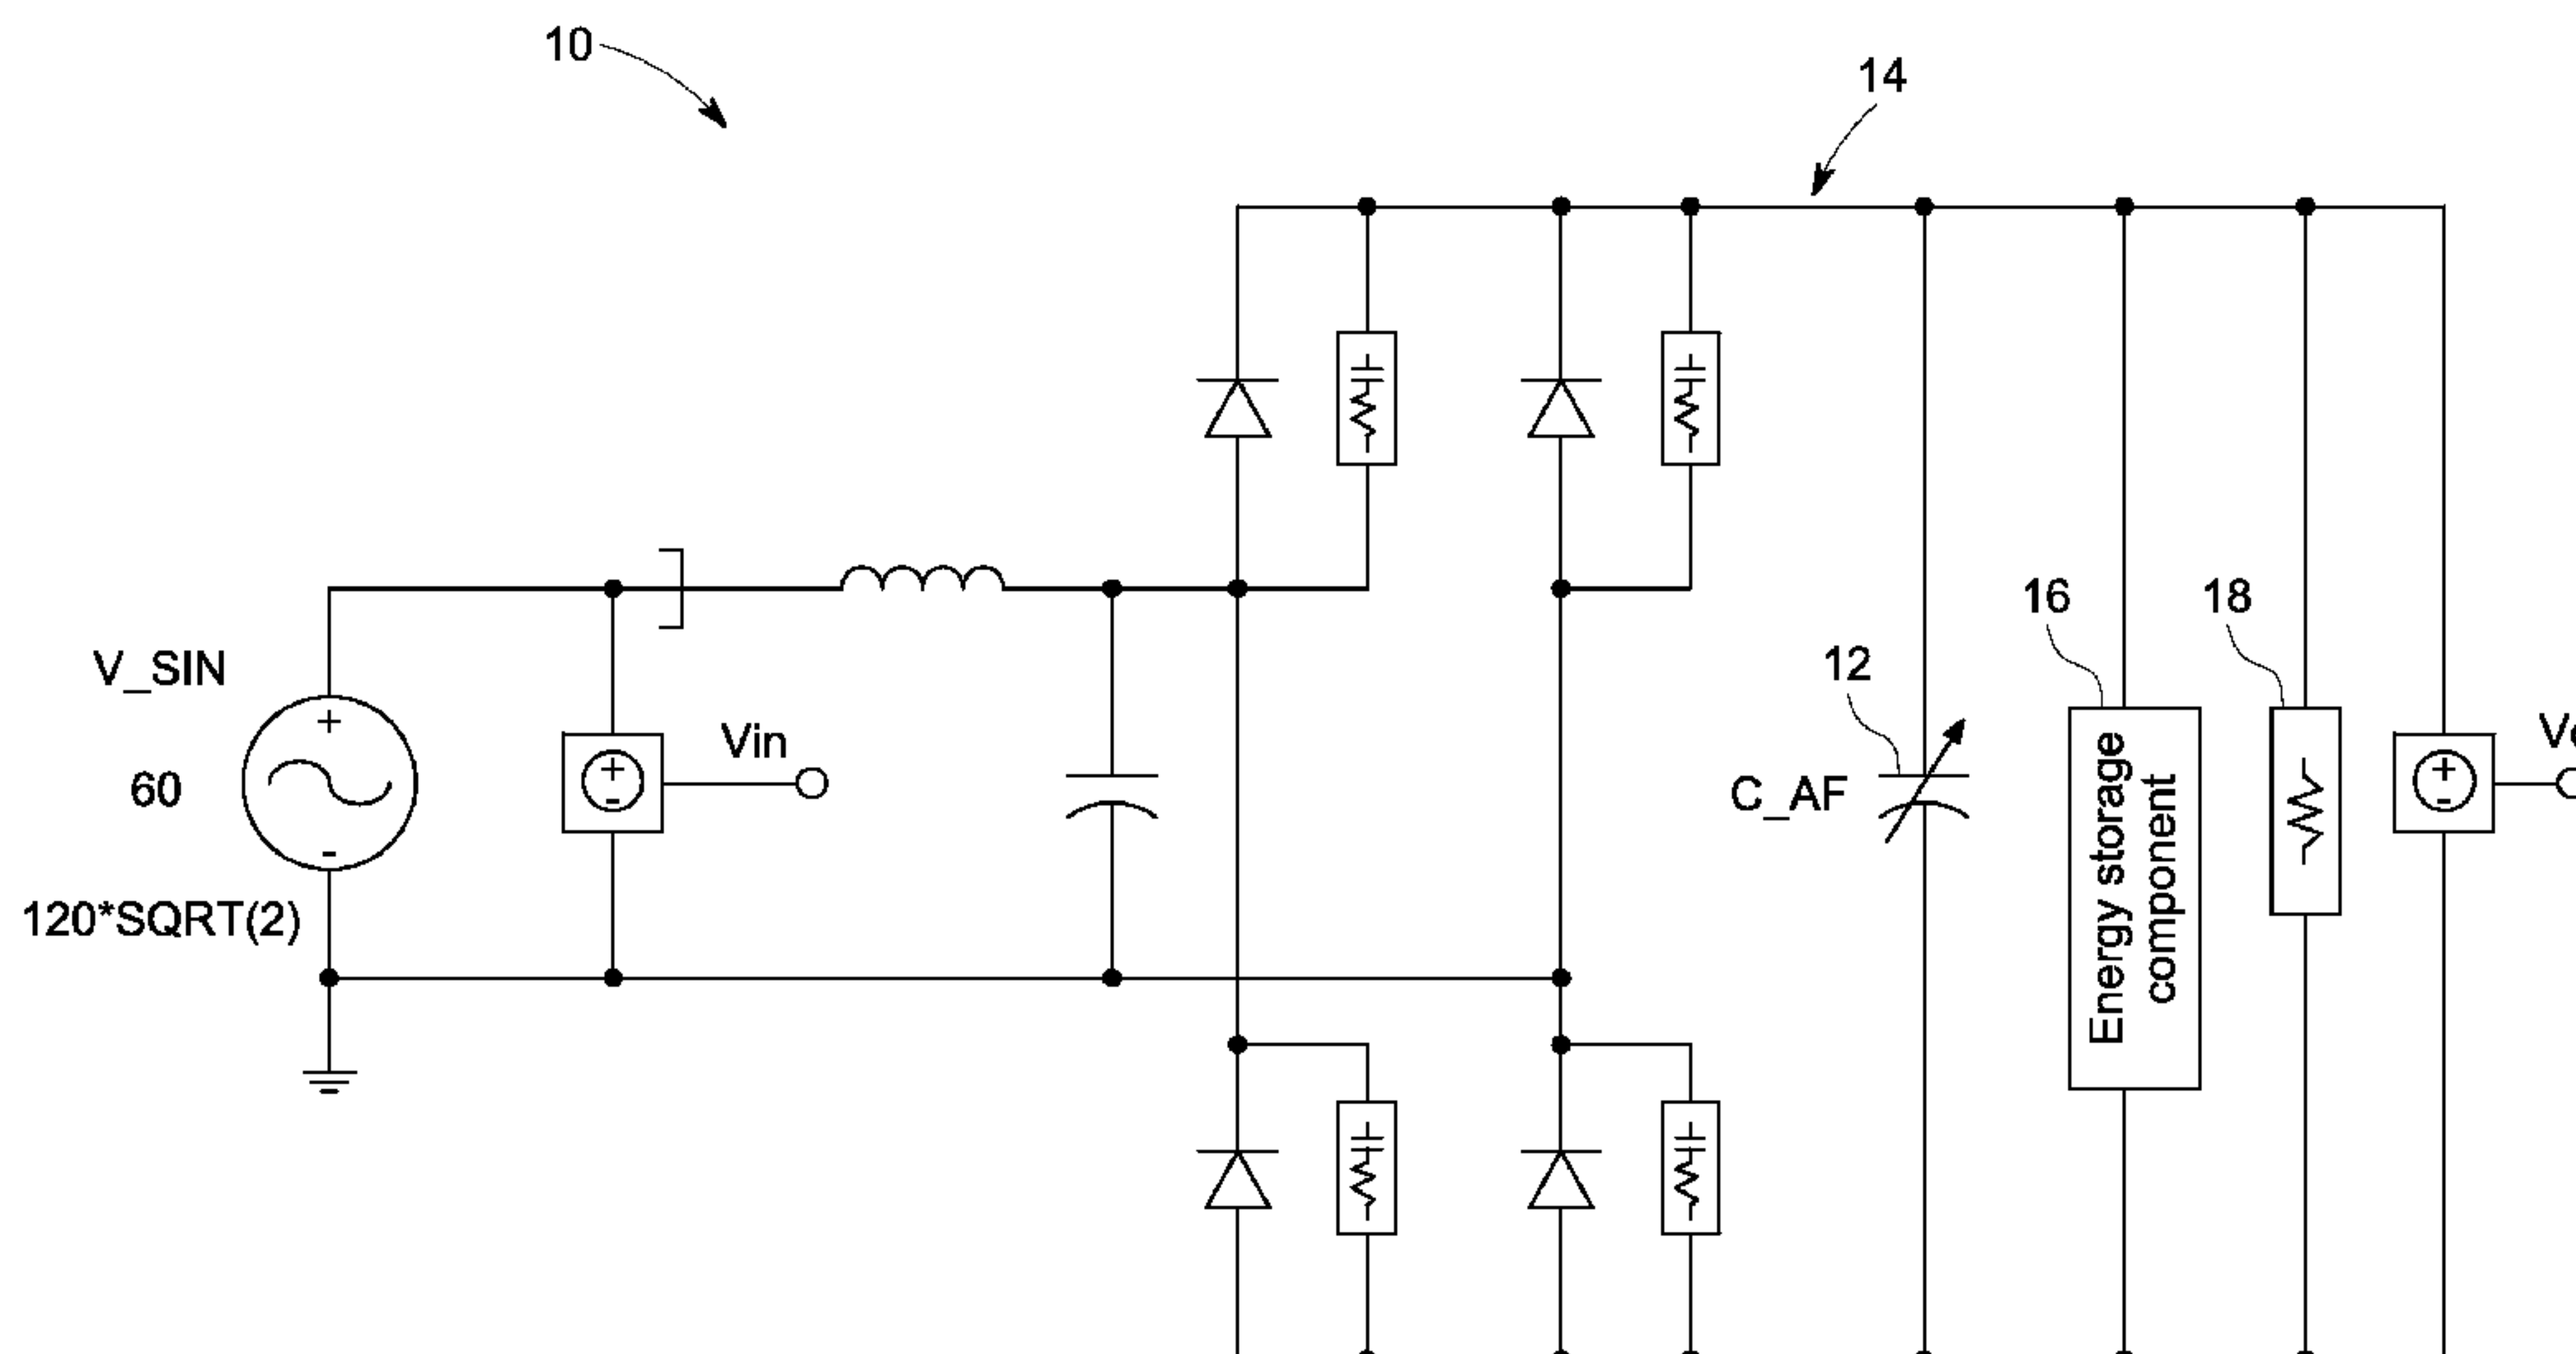 10
14
16
18
V_SIN
12
+
Vin
+
-
+
-
60
C_AF
-
120*SQRT(2)
Energy storage
component